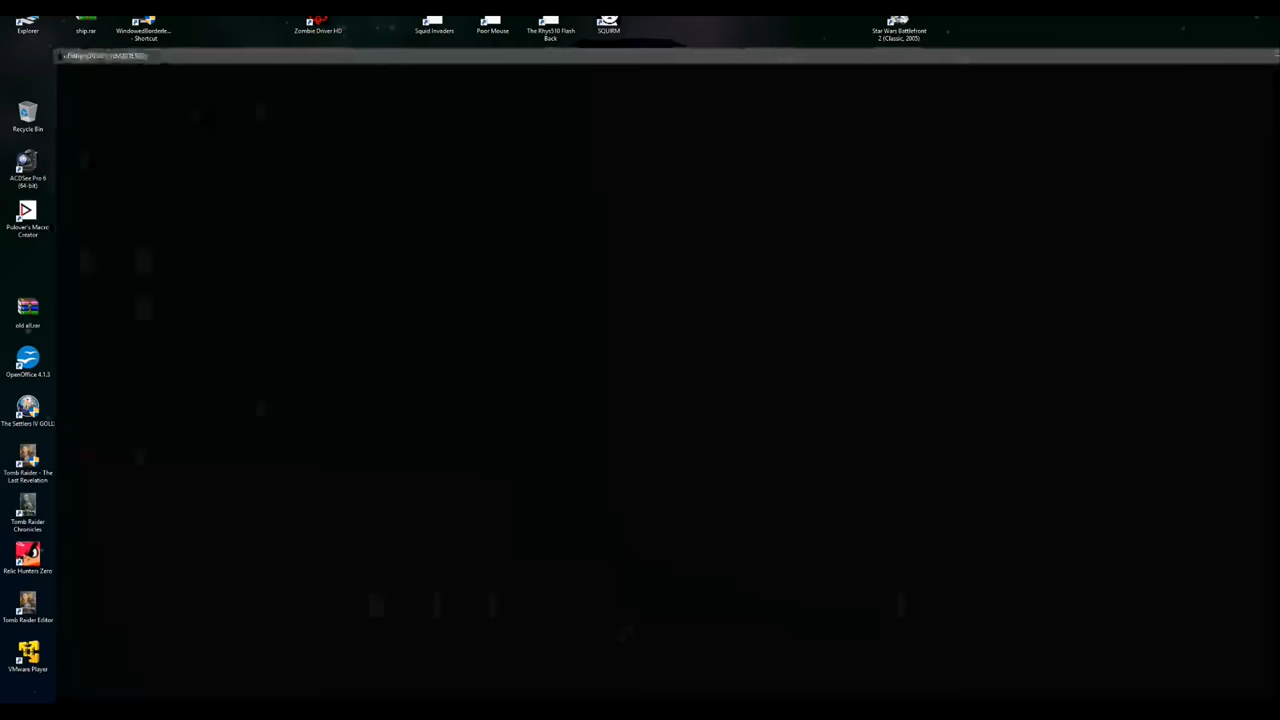 Explorer
ship.rar
WindowedBorderle...
- Shortcut
Zombie Driver HD
Squid Invaders
Poor Mouse
The Rhys510 Flash
Back
SQUIRM
Star Wars Battlefront
2 (Classic, 2005)
Recycle Bin
ACDSee Pro 6
(64-bit)
Pulover's Macro
Creator
old all.rar
OpenOffice 4.1.3
The Settlers IV GOLD
Tomb Raider - The
Last Revelation
Tomb Raider
Chronicles
Relic Hunters Zero
Tomb Raider Editor
VMware Player